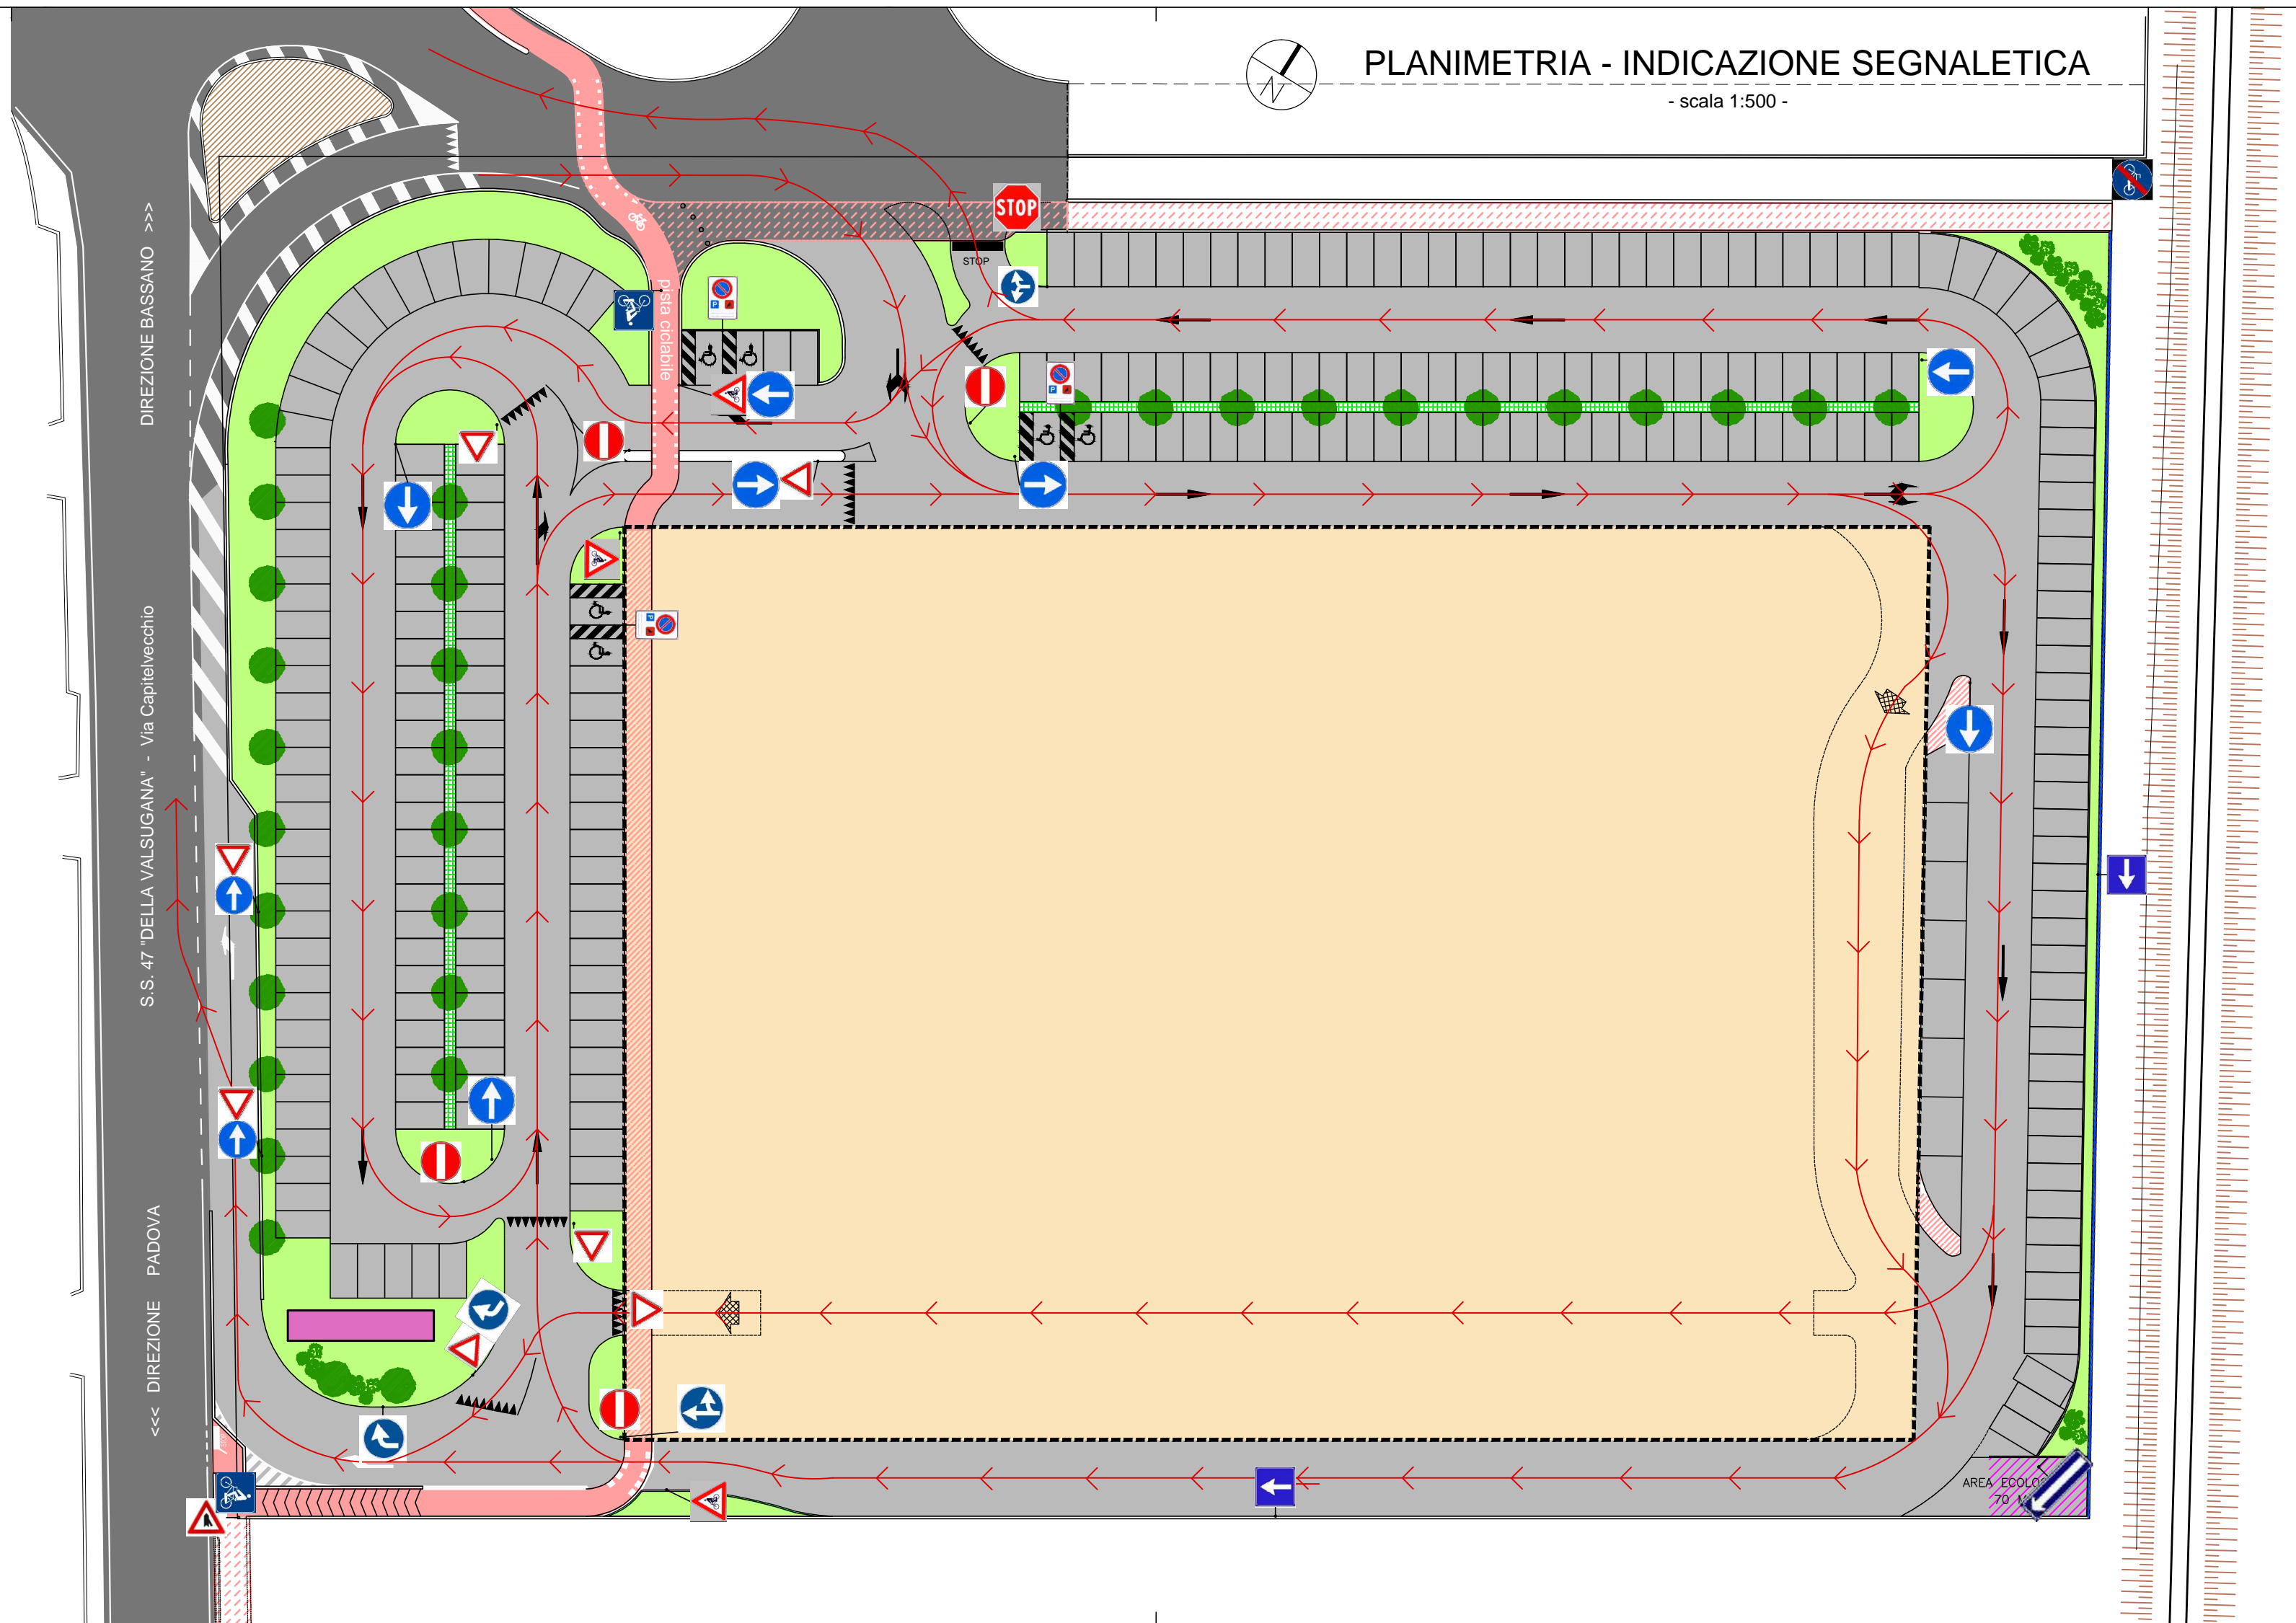 PLANIMETRIA - INDICAZIONE SEGNALETICA
- scala 1:500 -
N
DIREZIONE BASSANO >>>
STOP
STOP
pista ciclabile
S.S. 47 "DELLA VALSUGANA" - Via Capitelvecchio
<<< DIREZIONE PADOVA
AREA
70